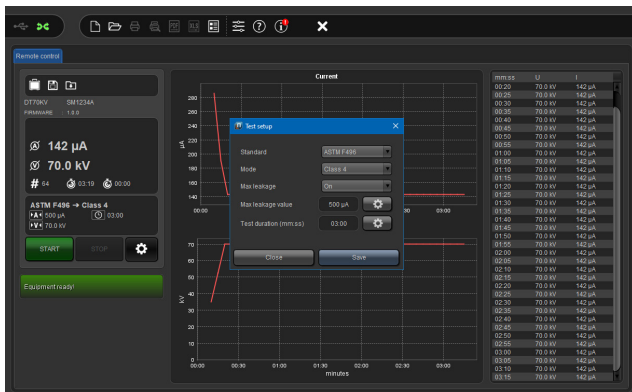 PDF
XLS
Remote control
DT70KV SM1234A
FIRMWARE : 1.0.0
142 µA
70.0 kV
# 64 03:19 00:00
ASTM F496 → Class 4
A 500 µA 03:00
V 70.0 kV
START STOP
Equipment ready!
Current
µA
280
260
240
220
200
180
160
140
00:00 03:00
70
60
50
40
30
20
10
0
kV
00:00 00:30 01:00 01:30 02:00 02:30 03:00
minutes
Test setup
Standard ASTM F496
Mode Class 4
Max leakage On
Max leakage value 500 µA
Test duration (mm:ss) 03:00
Close Save
mm:ss U I
00:20 70.0 kV 142 µA
00:25 70.0 kV 142 µA
00:30 70.0 kV 142 µA
00:35 70.0 kV 142 µA
00:40 70.0 kV 142 µA
00:45 70.0 kV 142 µA
00:50 70.0 kV 142 µA
00:55 70.0 kV 142 µA
01:00 70.0 kV 142 µA
01:05 70.0 kV 142 µA
01:10 70.0 kV 142 µA
01:15 70.0 kV 142 µA
01:20 70.0 kV 142 µA
01:25 70.0 kV 142 µA
01:30 70.0 kV 142 µA
01:35 70.0 kV 142 µA
01:40 70.0 kV 142 µA
01:45 70.0 kV 142 µA
01:50 70.0 kV 142 µA
01:55 70.0 kV 142 µA
02:00 70.0 kV 142 µA
02:05 70.0 kV 142 µA
02:10 70.0 kV 142 µA
02:15 70.0 kV 142 µA
02:20 70.0 kV 142 µA
02:25 70.0 kV 142 µA
02:30 70.0 kV 142 µA
02:35 70.0 kV 142 µA
02:40 70.0 kV 142 µA
02:45 70.0 kV 142 µA
02:50 70.0 kV 142 µA
02:55 70.0 kV 142 µA
03:00 70.0 kV 142 µA
03:05 70.0 kV 142 µA
03:10 70.0 kV 142 µA
03:15 70.0 kV 142 µA